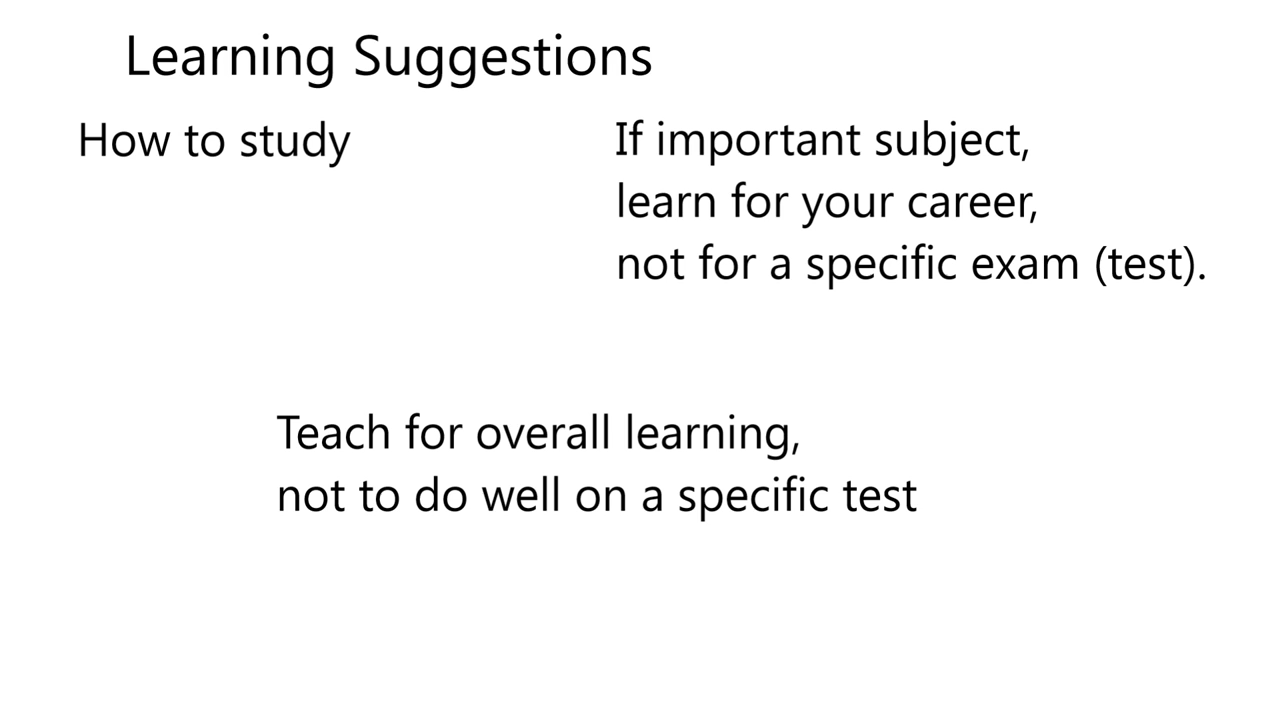 Learning Suggestions
How to study
If important subject,
learn for your career,
not for a specific exam (test).
Teach for overall learning,
not to do well on a specific test